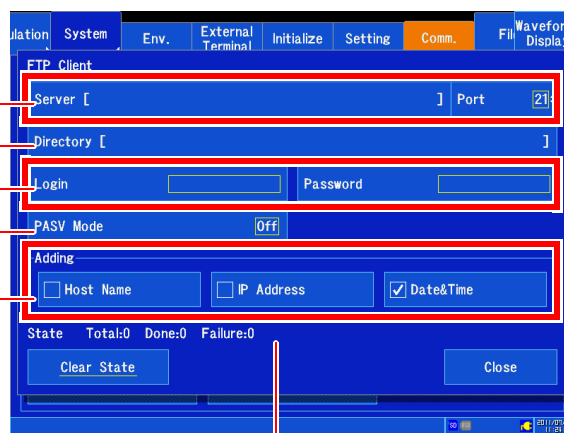 ulation System Env. External Terminal Initialize Setting Comm. Fil Wavefor Displa
FTP Client
Server [ ] Port 21
Directory [ ]
Login Password
PASV Mode Off
Adding
Host Name IP Address Date&Time
State Total:0 Done:0 Failure:0
Clear State Close
SD